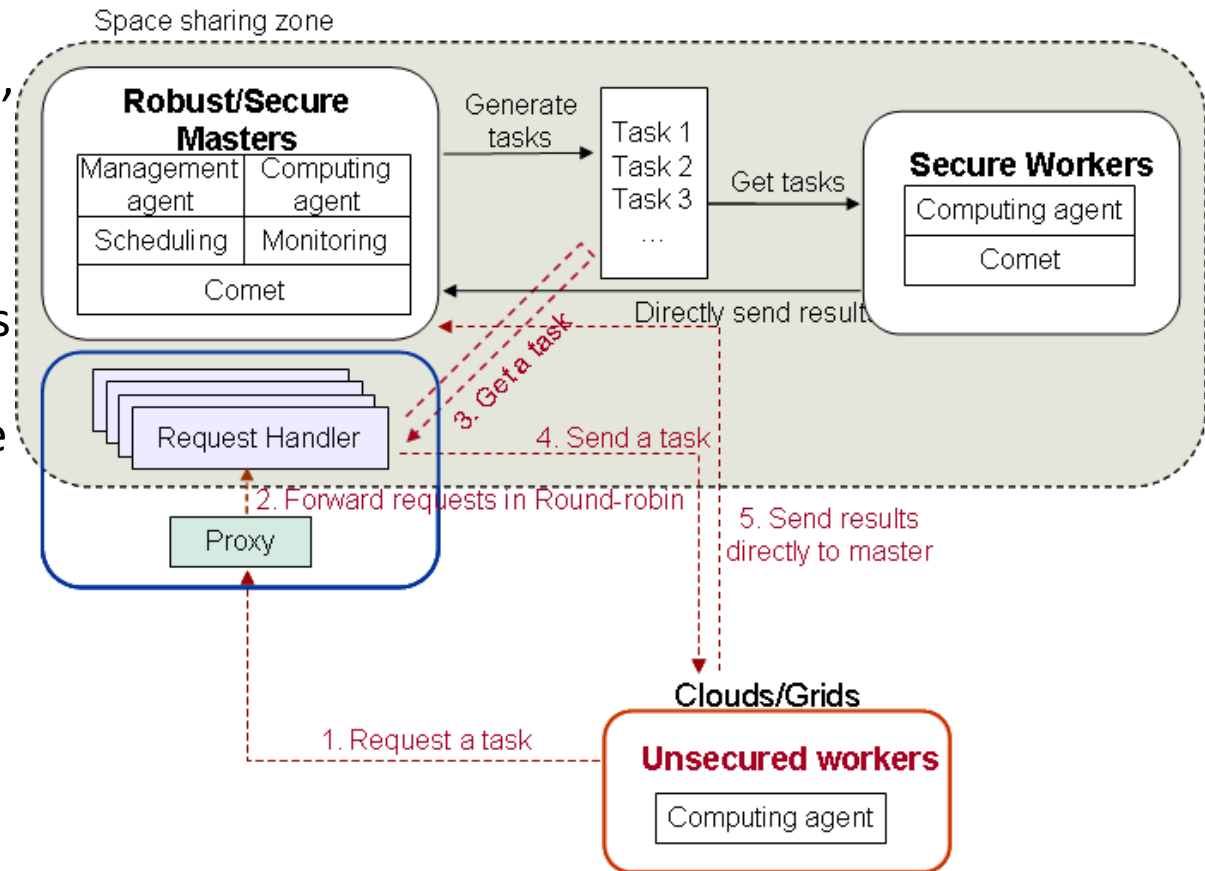 Space sharing zone
,
s
e
Robust/Secure
Masters
Management
agent
Computing
agent
Scheduling
Monitoring
Comet
Generate
tasks
Task 1
Task 2
Task 3
...
Get tasks
Secure Workers
Computing agent
Comet
Directly send result
3. Get a task
Request Handler
4. Send a task
2. Forward requests in Round-robin
Proxy
5. Send results
directly to master
1. Request a task
Clouds/Grids
Unsecured workers
Computing agent